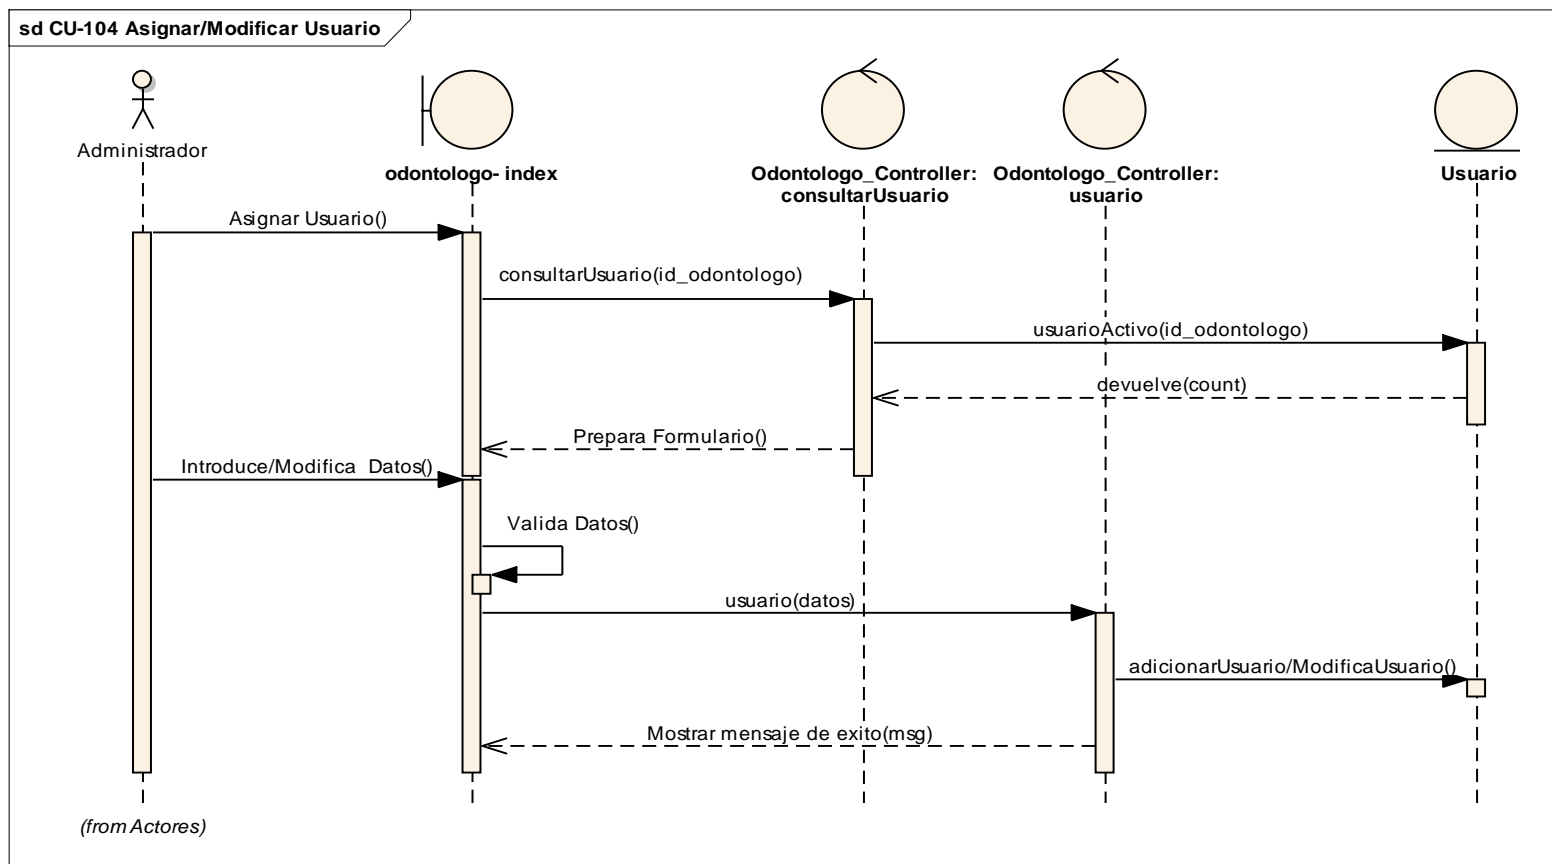 sd CU-104 Asignar/Modificar Usuario
Administrador
odontologo- index
Odontologo_Controller:
consultarUsuario
Odontologo_Controller:
usuario
Usuario
Asignar Usuario()
consultarUsuario(id_odontologo)
usuarioActivo(id_odontologo)
devuelve(count)
Prepara Formulario()
Introduce/Modifica Datos()
Valida Datos()
usuario(datos)
adicionarUsuario/ModificaUsuario()
Mostrar mensaje de exito(msg)
(from Actores)